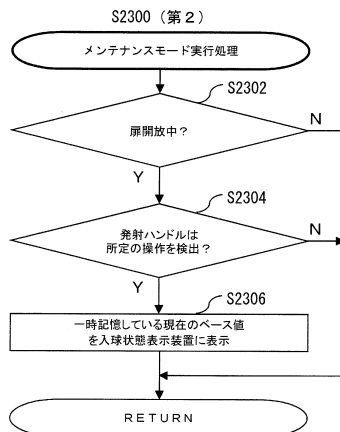 S2300（第２）
メンテナンスモード実行処理
S2302
扉開放中？
N
Y
S2304
発射ハンドルは
所定の操作を検出？
N
Y
S2306
一時記憶している現在のベース値
を入球状態表示装置に表示
ＲＥＴＵＲＮ